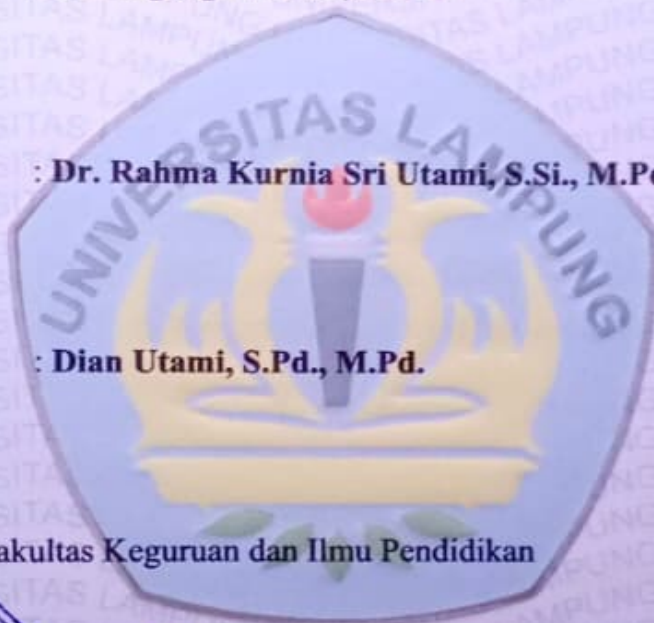 UNIVERSITAS LAMPUNG
: Dr. Rahma Kurnia Sri Utami, S.Si., M.P
: Dian Utami, S.Pd., M.Pd.
akultas Keguruan dan Ilmu Pendidikan